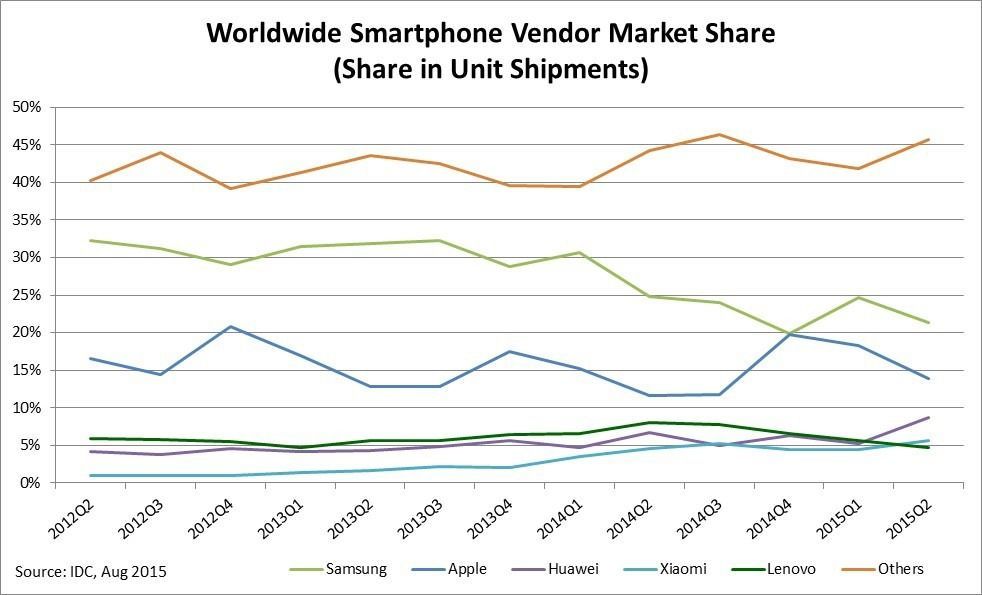 Worldwide Smartphone Vendor Market Share
(Share in Unit Shipments)
50%
45%
40%
35%
30%
25%
20%
15%
10%
5%
0%
2012Q2
2012Q3
2012Q4
2013Q1
2013Q2
2013Q3
2013Q4
2014Q1
2014Q2
2014Q3
2014Q4
2015Q1
2015Q2
Source: IDC, Aug 2015
Samsung
Apple
Huawei
Xiaomi
Lenovo
Others